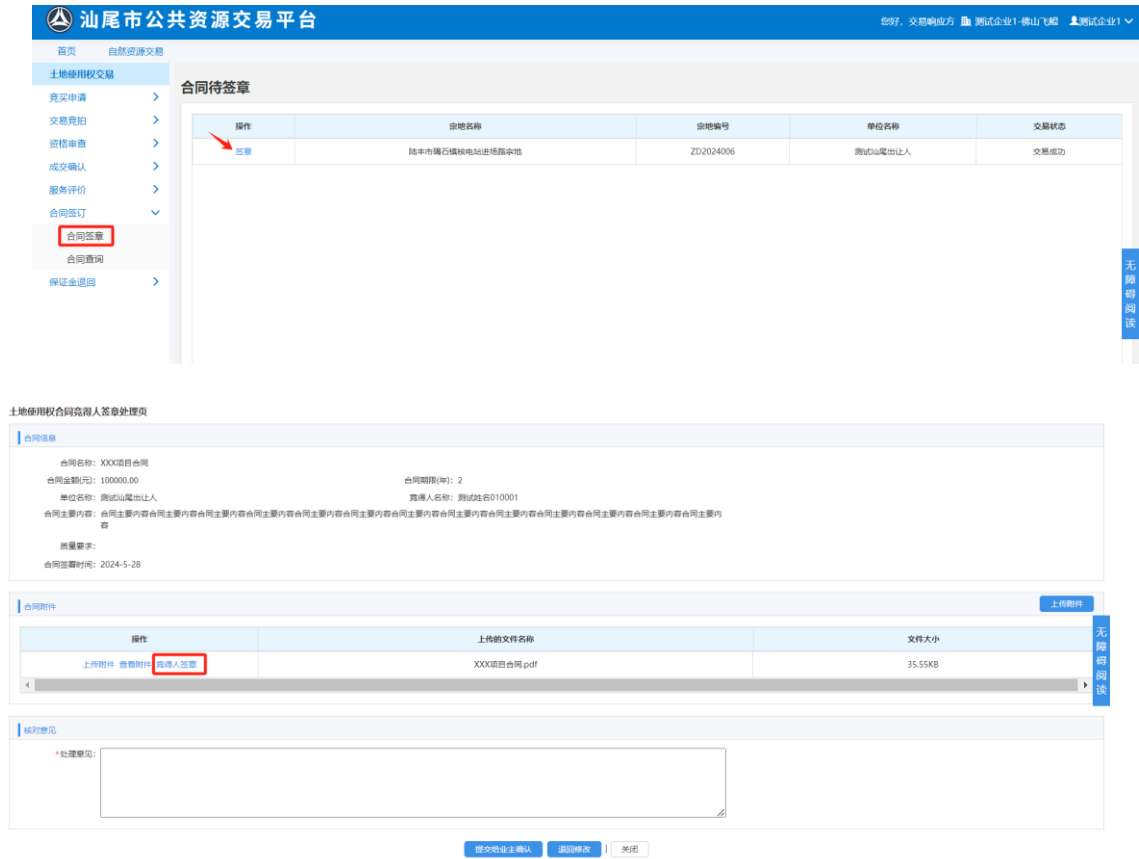 汕尾市公共资源交易平台
您好，交易响应方 测试企业1-佛山飞帽 测试企业1
首页 自然资源交易
土地使用权交易
竞买申请
交易竞拍
资格审查
成交确认
服务评价
合同签订
合同签章
合同查询
保证金退回
合同待签章
操作 宗地名称 宗地编号 单位名称 交易状态
签章 陆丰市碣石镇核电站进场路宗地 ZD2024006 测试汕尾出让人 交易成功
无障碍阅读
土地使用权合同竞得人签章处理页
合同信息
合同名称: XXX项目合同
合同金额(元): 100000.00 合同期限(年): 2
单位名称: 测试汕尾出让人 竞得人名称: 测试姓名010001
合同主要内容: 合同主要内容合同主要内容合同主要内容合同主要内容合同主要内容合同主要内容合同主要内容合同主要内容合同主要内容合同主要内容合同主要内容合同主要内容合同主要内
容
质量要求:
合同签署时间: 2024-5-28
合同附件 上传附件
操作 上传的文件名称 文件大小
上传附件 查看附件 竞得人签章 XXX项目合同.pdf 35.55KB
无障碍阅读
核对意见
*处理意见:
提交给业主确认 退回修改 | 关闭